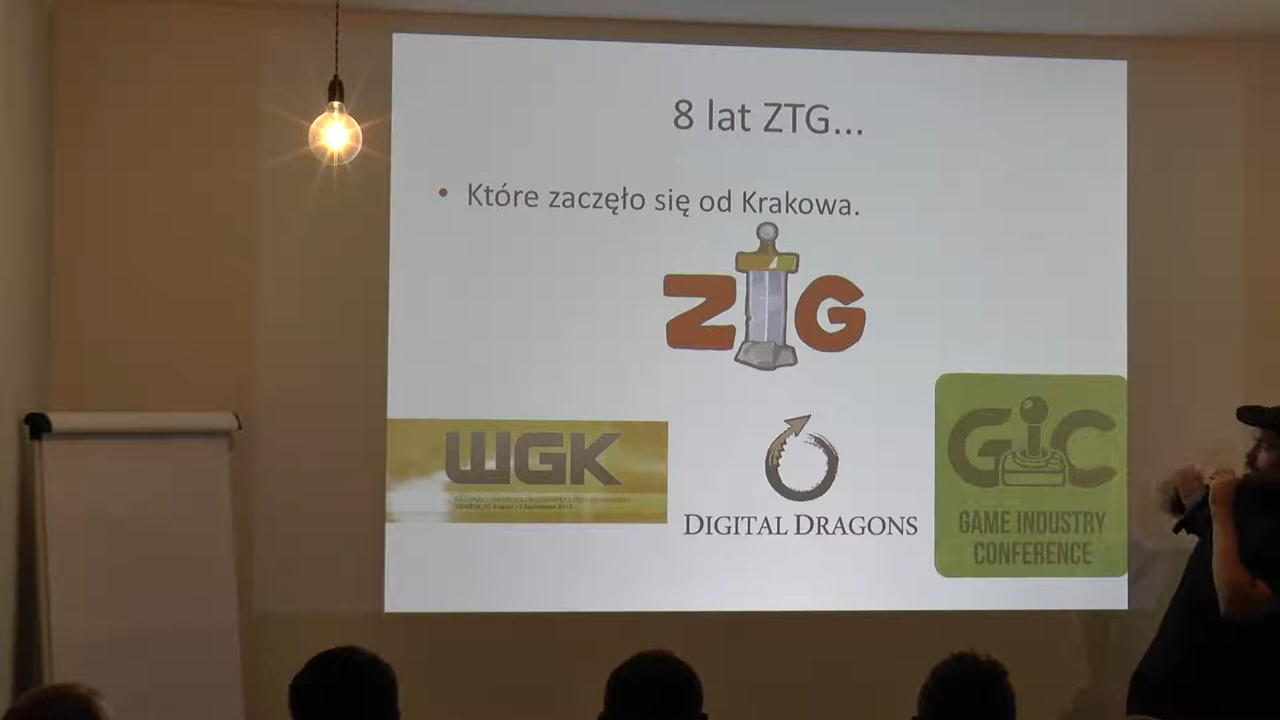 8 lat ZTG...
• Które zaczęło się od Krakowa.
ZTG
WGK
DIGITAL DRAGONS
GIC
GAME INDUSTRY
CONFERENCE